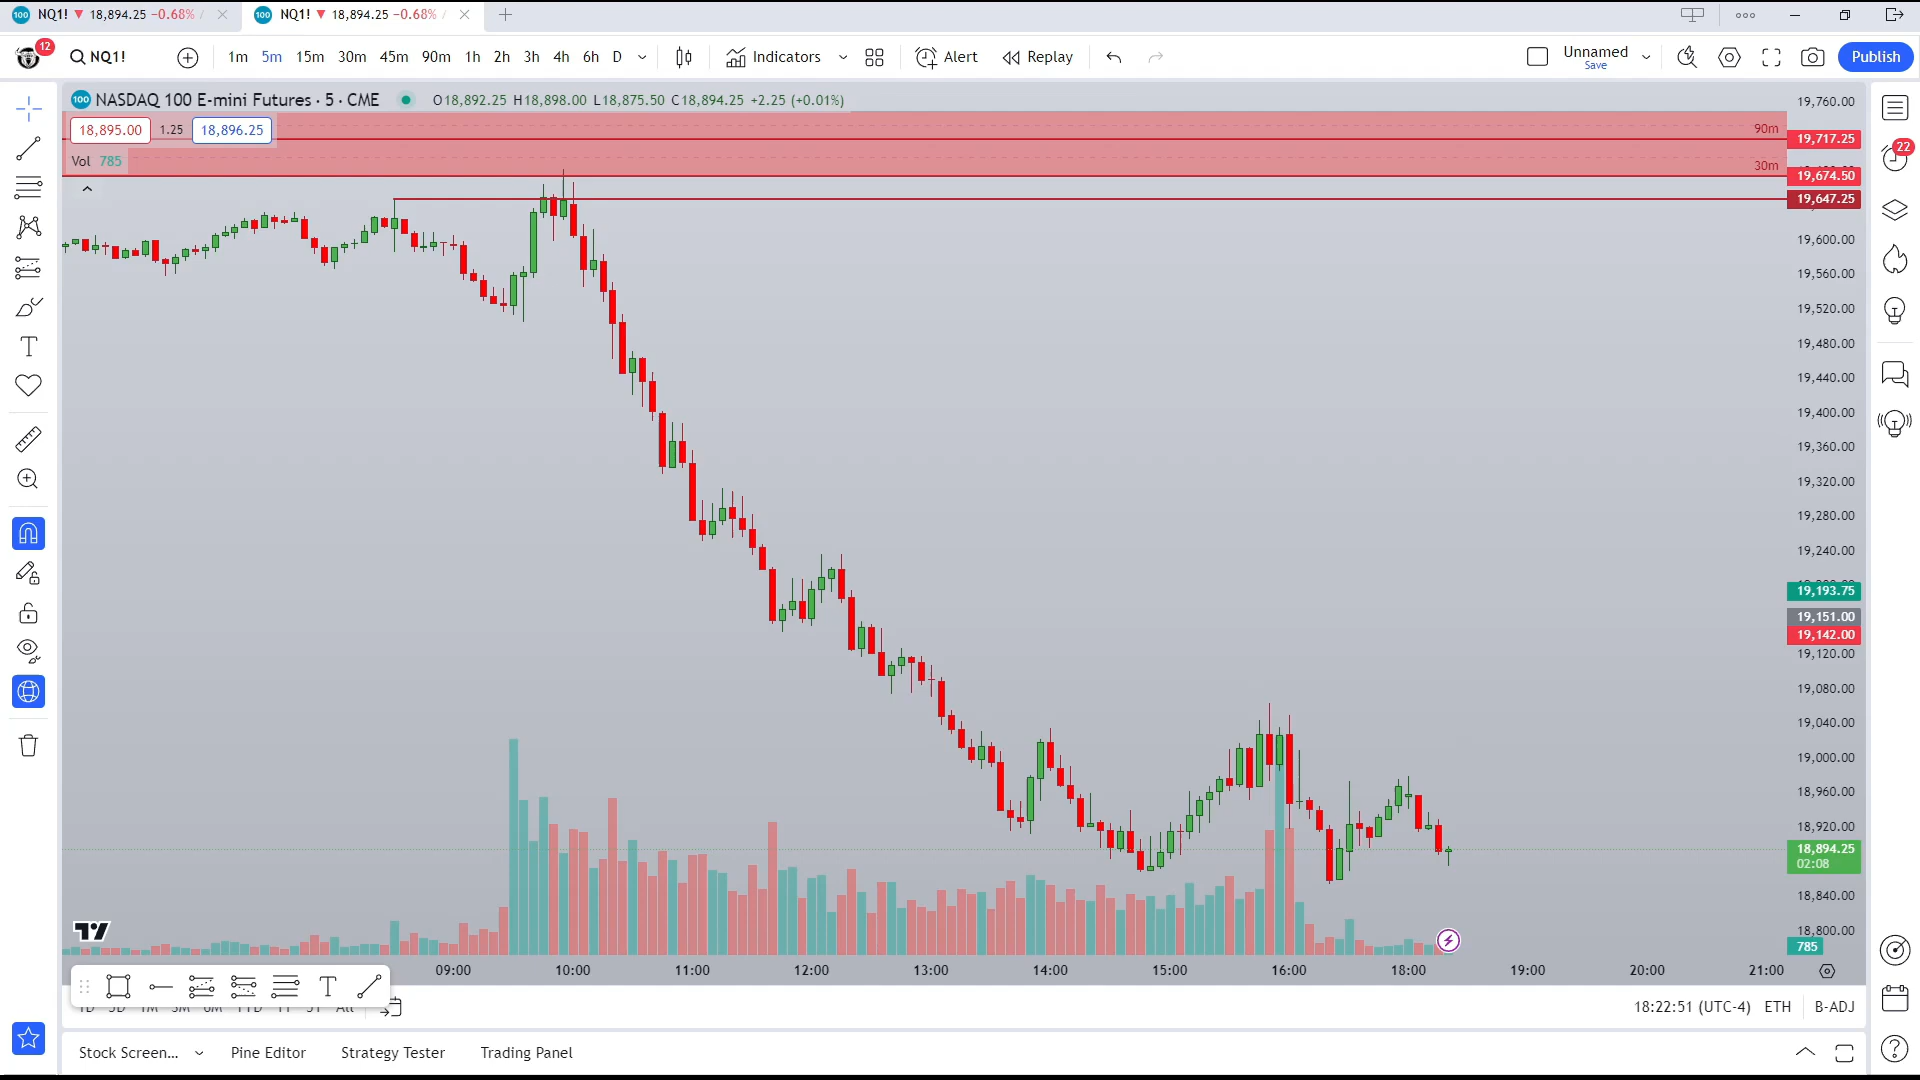 100 NQ1! ▼ 18,894.25 −0.68% /
100 NQ1! ▼ 18,894.25 −0.68% /
12
NQ1!
1m 5m 15m 30m 45m 90m 1h 2h 3h 4h 6h D
Indicators
Alert
Replay
Unnamed
Save
Publish
100 NASDAQ 100 E-mini Futures · 5 · CME
O18,892.25 H18,898.00 L18,875.50 C18,894.25 +2.25 (+0.01%)
18,895.00 1.25 18,896.25
Vol 785
90m
30m
19,760.00
19,717.25
19,674.50
19,647.25
19,600.00
19,560.00
19,520.00
19,480.00
19,440.00
19,400.00
19,360.00
19,320.00
19,280.00
19,240.00
19,193.75
19,151.00
19,142.00
19,120.00
19,080.00
19,040.00
19,000.00
18,960.00
18,920.00
18,894.25
02:08
18,840.00
18,800.00
785
22
09:00 10:00 11:00 12:00 13:00 14:00 15:00 16:00 18:00 19:00 20:00 21:00
T
1D 5D 1M 3M 6M YTD 1Y 5Y All
18:22:51 (UTC-4) ETH B-ADJ
Stock Screen... Pine Editor Strategy Tester Trading Panel